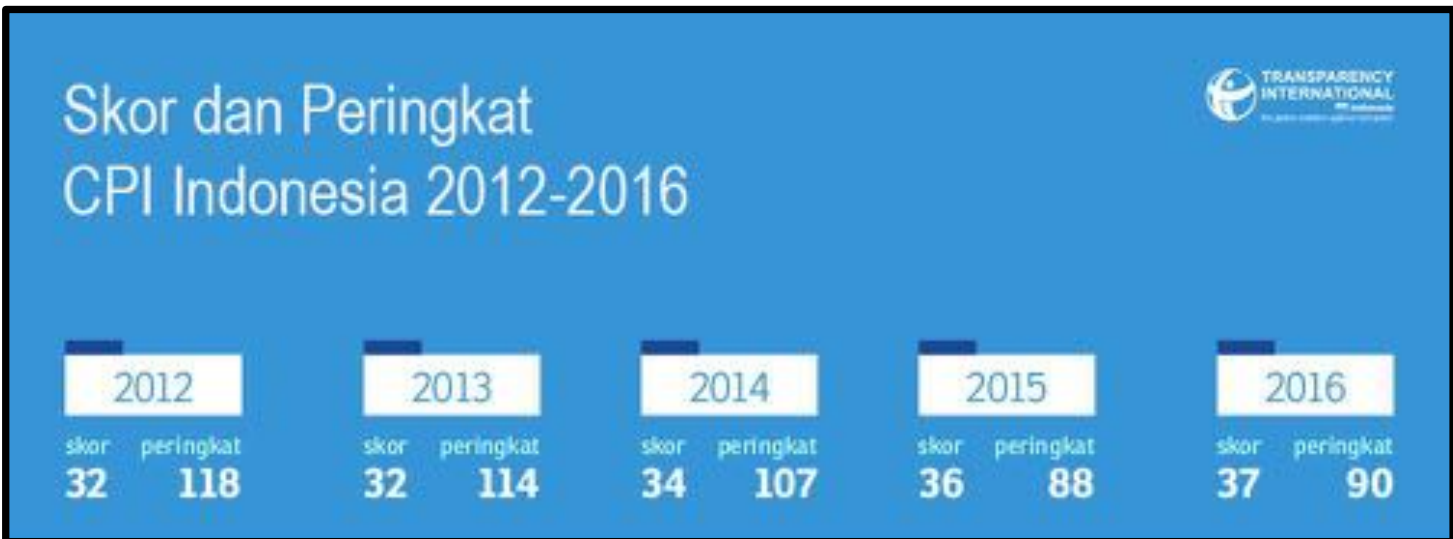 Skor dan Peringkat
CPI Indonesia 2012-2016
TRANSPARENCY
INTERNATIONAL
2012
skor peringkat
32 118
2013
skor peringkat
32 114
2014
skor peringkat
34 107
2015
skor peringkat
36 88
2016
skor peringkat
37 90